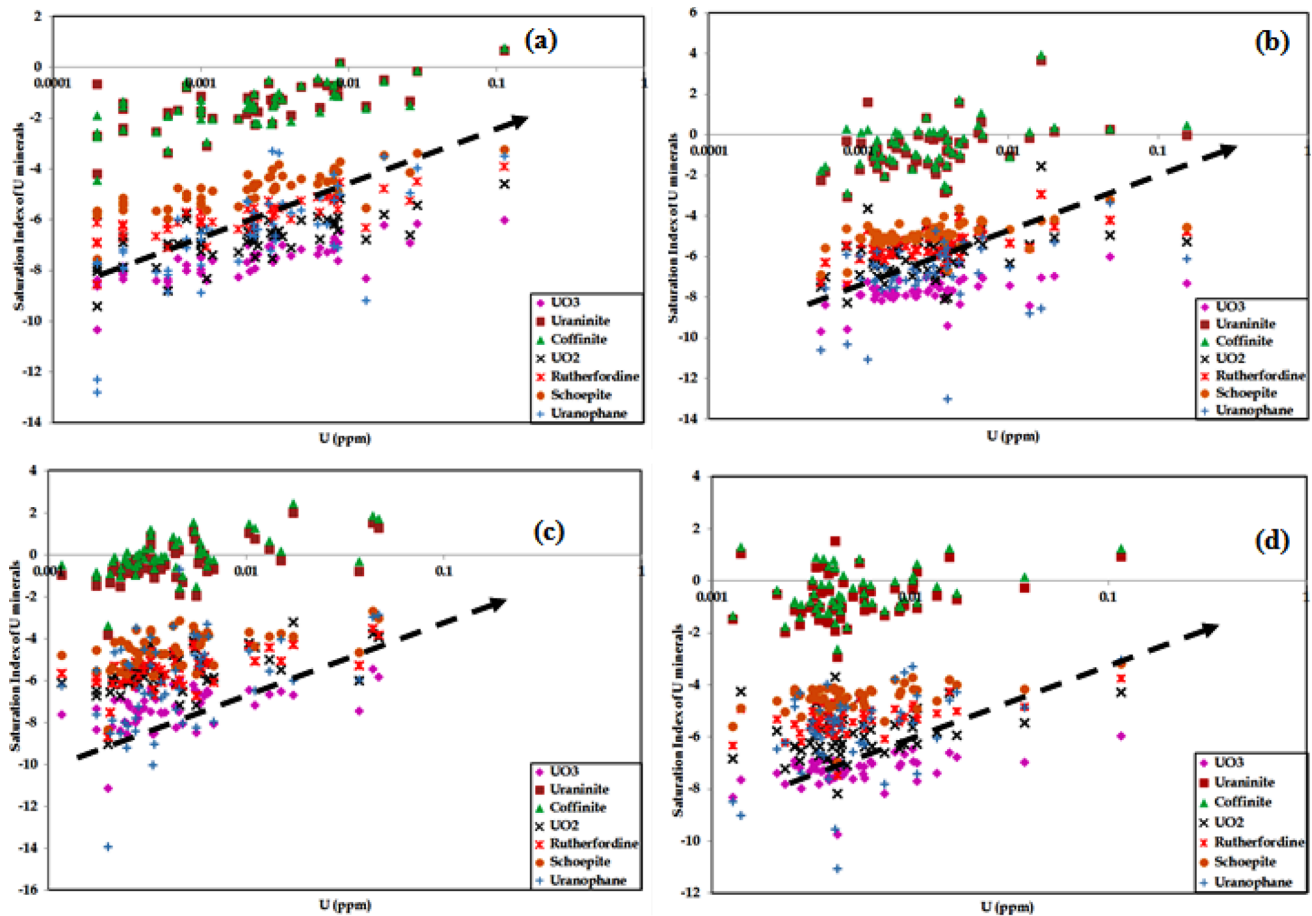 (a)
2
0
-2
-4
-6
-8
-10
-12
-14
0.0001 0.001 0.01 0.1 1
Saturation Index of U minerals
U (ppm)
UO3
Uraninite
Coffinite
UO2
Rutherfordine
Schoepite
Uranophane
(b)
6
4
2
0
-2
-4
-6
-8
-10
-12
-14
0.0001 0.001 0.01 0.1 1
Saturation Index of U minerals
U (ppm)
UO3
Uraninite
Coffinite
UO2
Rutherfordine
Schoepite
Uranophane
(c)
4
2
0
-2
-4
-6
-8
-10
-12
-14
-16
0.001 0.01 0.1 1
Saturation Index of U minerals
U (ppm)
UO3
Uraninite
Coffinite
UO2
Rutherfordine
Schoepite
Uranophane
(d)
4
2
0
-2
-4
-6
-8
-10
-12
0.001 0.01 0.1 1
Saturation Index of U minerals
U (ppm)
UO3
Uraninite
Coffinite
UO2
Rutherfordine
Schoepite
Uranophane